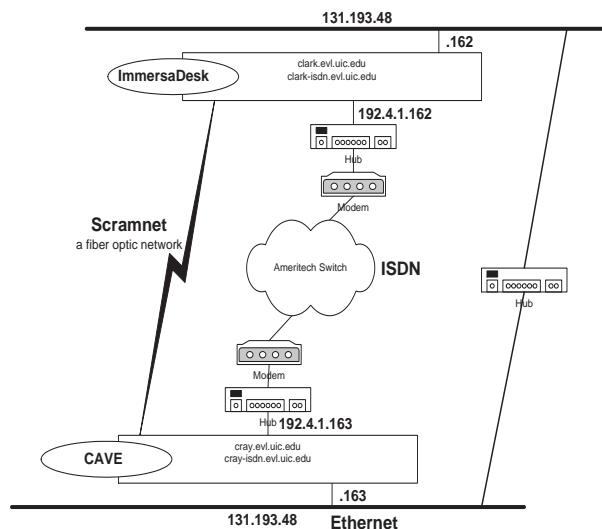 131.193.48
.162
clark.evl.uic.edu
clark-isdn.evl.uic.edu
ImmersaDesk
192.4.1.162
Hub
Modem
Scramnet
a fiber optic network
Ameritech Switch
ISDN
Hub
Modem
Hub
192.4.1.163
cray.evl.uic.edu
cray-isdn.evl.uic.edu
CAVE
.163
131.193.48
Ethernet